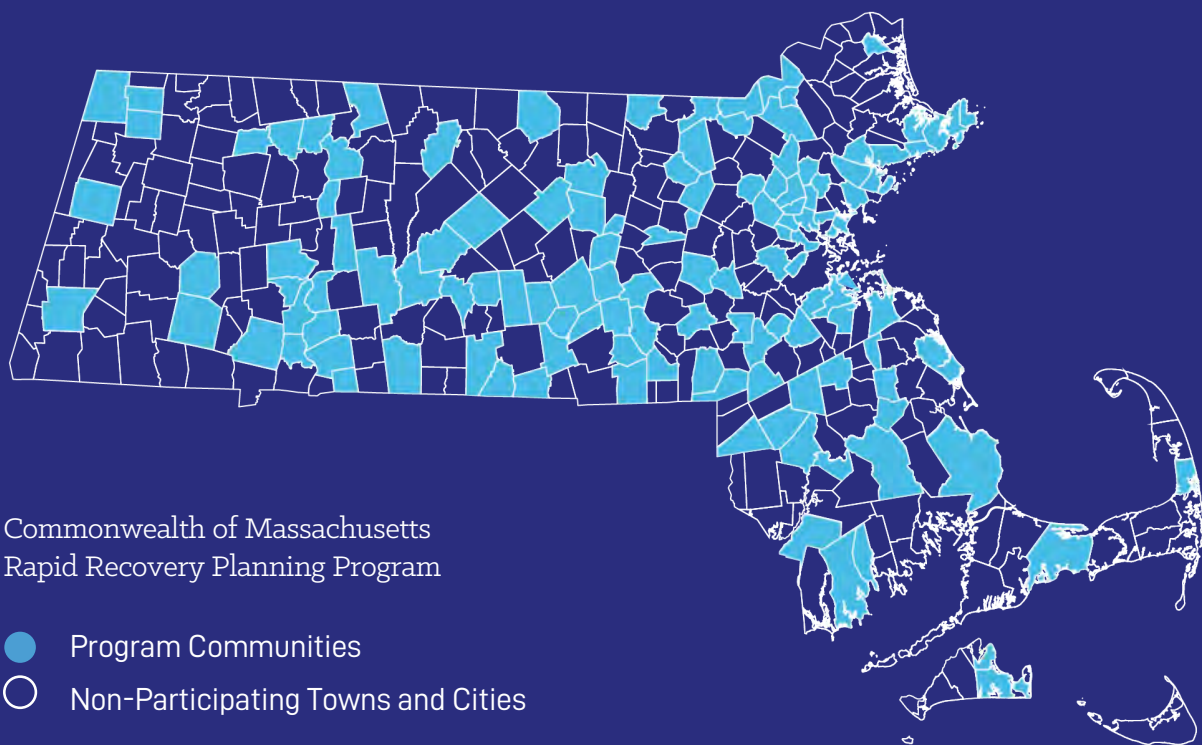 Commonwealth of Massachusetts
Rapid Recovery Planning Program
Program Communities
Non-Participating Towns and Cities